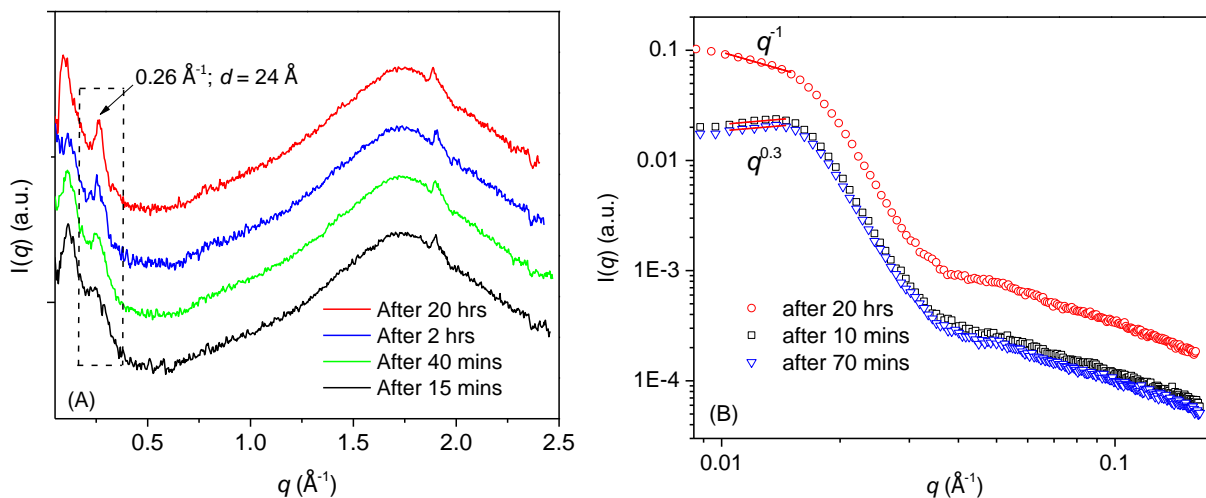 0.26 Å⁻¹; d = 24 Å
I(q) (a.u.)
After 20 hrs
After 2 hrs
After 40 mins
After 15 mins
(A)
0.5 1.0 1.5 2.0 2.5
q (Å⁻¹)
q⁻¹
q⁰·³
0.1
0.01
1E-3
1E-4
I(q) (a.u.)
after 20 hrs
after 10 mins
after 70 mins
(B)
0.01 0.1
q (Å⁻¹)